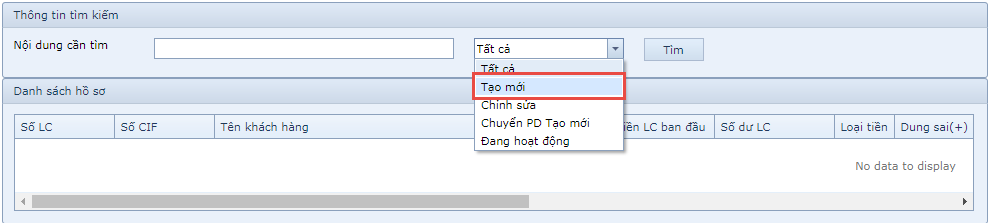 Thông tin tìm kiếm
Nội dung cần tìm
Tất cả
Tìm
Tất cả
Tạo mới
Chỉnh sửa
Chuyển PD Tạo mới
Đang hoạt động
Danh sách hồ sơ
Số LC Số CIF Tên khách hàng LC ban đầu Số dư LC Loại tiền Dung sai(+)
No data to display